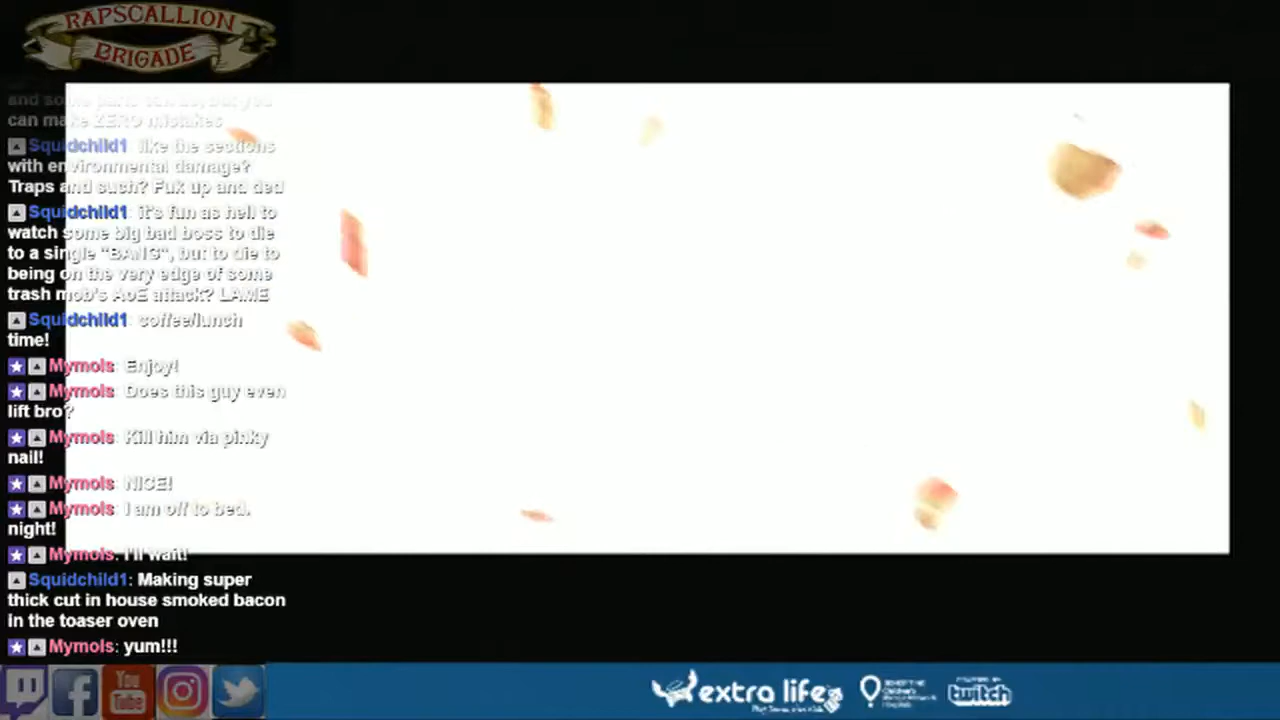 RAPSCALLION
BRIGADE
can make ZERO mistakes
Squidchild1 like the sections
with environmental damage?
Traps and such? Fuk up and ded
Squidchild1 it's fun as hell to
watch some big bad boss to die
to a single "BANG", but to die to
being on the very edge of some
trash mob's AoE attack? LAME
Squidchild1 coffee/lunch
time!
Mymols: Enjoy!
Mymols: Does this guy even
lift bro?
Mymols: Kill him via pinky
nail!
Mymols: NICE!
Mymols: I am off to bed.
night!
Mymols: I'll wait!
Squidchild1: Making super
thick cut in house smoked bacon
in the toaser oven
Mymols: yum!!!
You
Tube
extra life
twitch